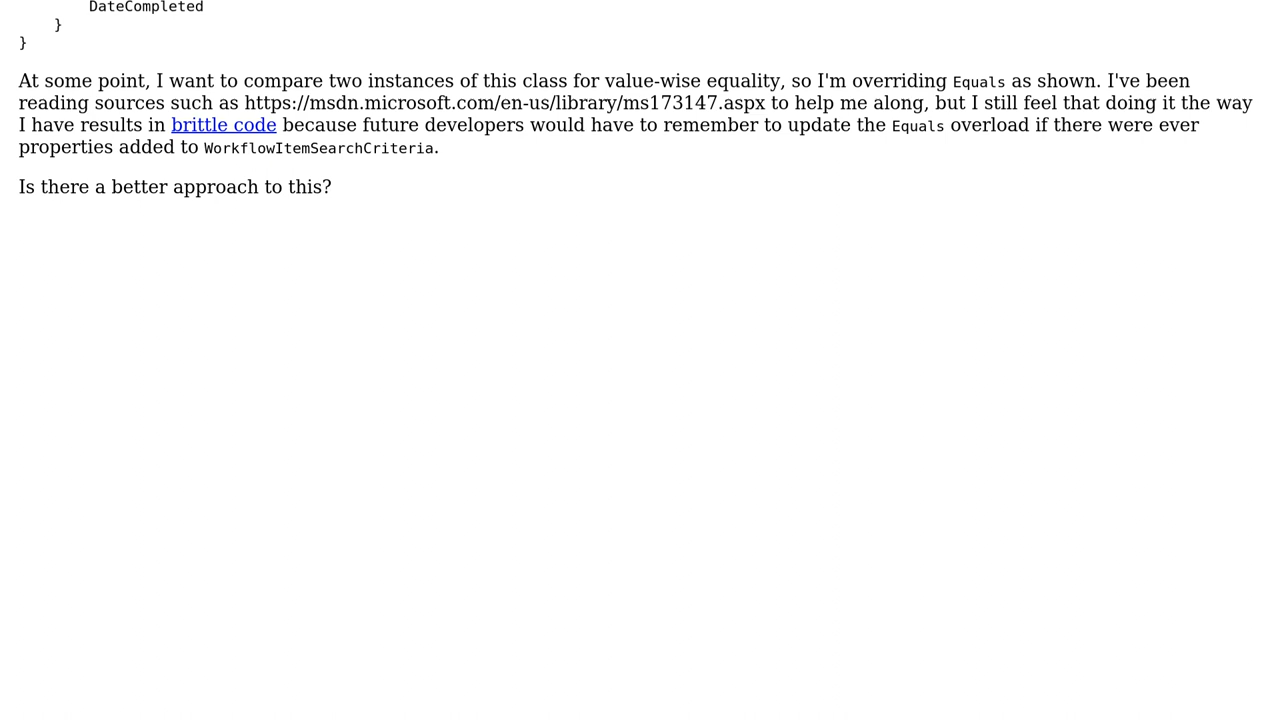 DateCompleted
    }
}
At some point, I want to compare two instances of this class for value-wise equality, so I'm overriding Equals as shown. I've been
reading sources such as https://msdn.microsoft.com/en-us/library/ms173147.aspx to help me along, but I still feel that doing it the way
I have results in brittle code because future developers would have to remember to update the Equals overload if there were ever
properties added to WorkflowItemSearchCriteria.
Is there a better approach to this?